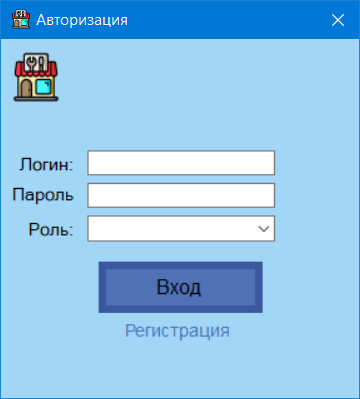 Авторизация
Логин:
Пароль
Роль:
Вход
Регистрация